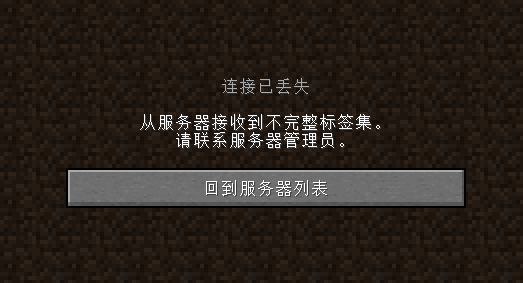 连接已丢失
从服务器接收到不完整标签集。
请联系服务器管理员。
回到服务器列表